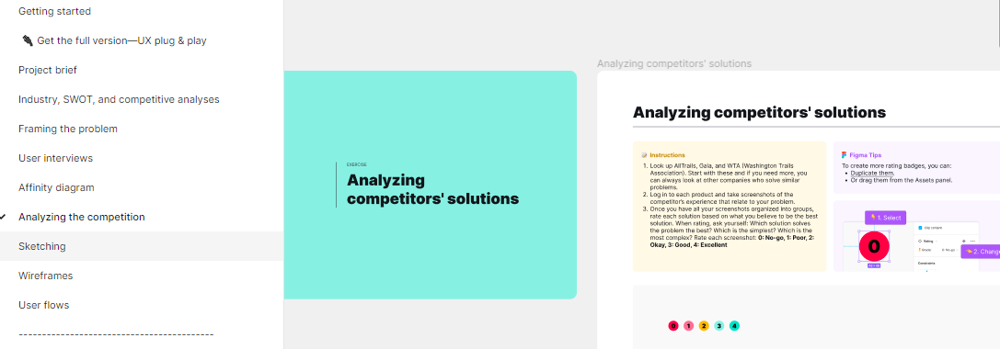 Getting started
Get the full version—UX plug & play
Project brief
Industry, SWOT, and competitive analyses
Framing the problem
User interviews
Affinity diagram
Analyzing the competition
Sketching
Wireframes
User flows
-------------------------------------------
EXERCISE
Analyzing
competitors' solutions
Analyzing competitors' solutions
Analyzing competitors' solutions
Instructions
1. Look up AllTrails, Gaia, and WTA (Washington Trails
Association). Start with these and if you need more, you
can always look at other companies who solve similar
problems.
2. Log in to each product and take screenshots of the
competitor's experience that relate to your problem.
3. Once you have all your screenshots organized into groups,
rate each solution based on what you believe to be the best
solution. When rating, ask yourself: Which solution solves
the problem the best? Which is the simplest? Which is the
most complex? Rate each screenshot: 0: No-go, 1: Poor, 2:
Okay, 3: Good, 4: Excellent
Figma Tips
To create more rating badges, you can:
• Duplicate them.
• Or drag them from the Assets panel.
1. Select
0
Rating
0: No-go
2. Change
Constraints
0 1 2 3 4